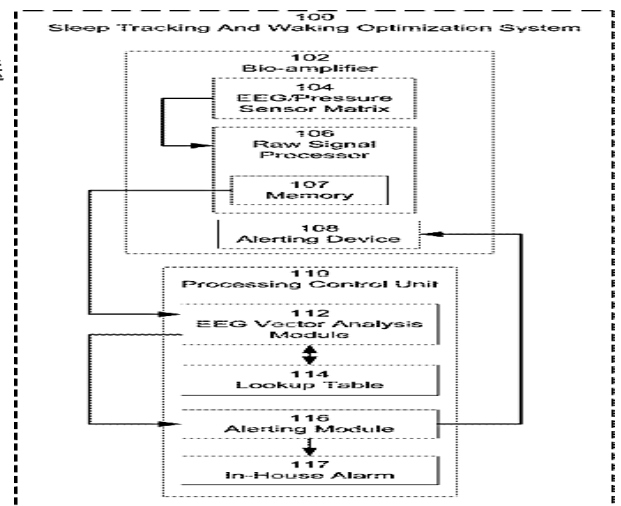 100
Sleep Tracking And Waking Optimization System
102
Bio-amplifier
104
EEG/Pressure
Sensor Matrix
106
Raw Signal
Processor
107
Memory
108
Alerting Device
110
Processing Control Unit
112
EEG Vector Analysis
Module
114
Lookup Table
116
Alerting Module
117
In-House Alarm